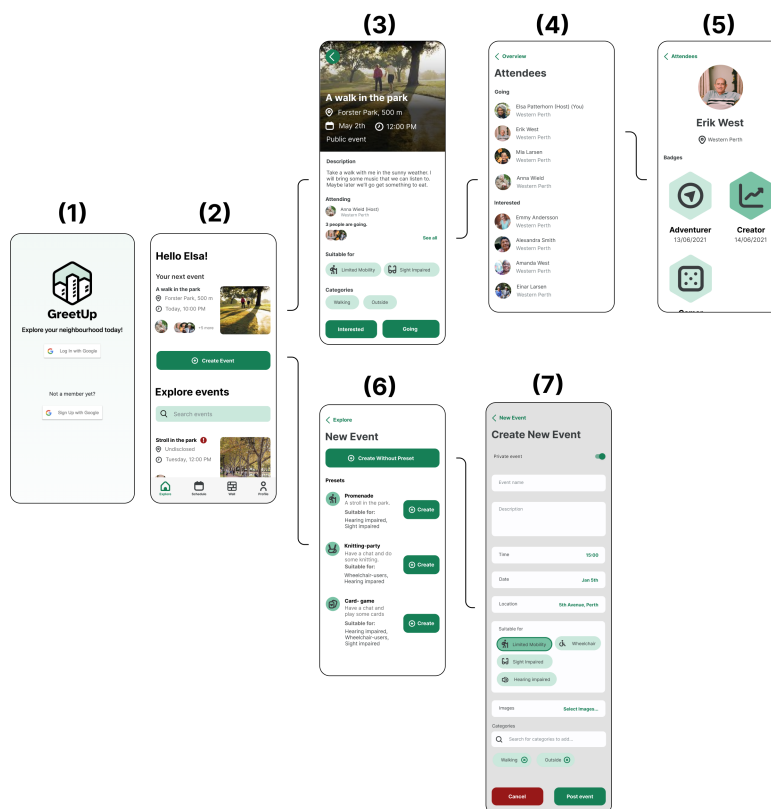 (1)
GreetUp
Explore your neighbourhood today!
Log in with Google
Not a member yet?
Sign Up with Google
(2)
Hello Elsa!
Your next event
A walk in the park
Forster Park, 500 m
Today, 10:00 PM
+5 more
Create Event
Explore events
Search events
Stroll in the park
Undisclosed
Tuesday, 12:00 PM
Explore
Schedule
Wall
Profile
(3)
A walk in the park
Forster Park, 500 m
May 2th 12:00 PM
Public event
Description
Take a walk with me in the sunny weather. I
will bring some music that we can listen to.
Maybe later we'll go get something to eat.
Attending
Anna Wield (Host)
Western Perth
3 people are going.
See all
Suitable for
Limited Mobility
Sight Impaired
Categories
Walking
Outside
Interested
Going
(4)
Overview
Attendees
Going
Elsa Patterhorn (Host) (You)
Western Perth
Erik West
Western Perth
Mia Larsen
Western Perth
Anna Wield
Western Perth
Interested
Emmy Andersson
Western Perth
Alexandra Smith
Western Perth
Amanda West
Western Perth
Einar Larsen
Western Perth
(5)
Attendees
Erik West
Western Perth
Badges
Adventurer
13/06/2021
Creator
14/06/2021
(6)
Explore
New Event
Create Without Preset
Presets
Promenade
A stroll in the park.
Suitable for:
Hearing impaired,
Sight impaired
Create
Knitting-party
Have a chat and do
some knitting.
Suitable for:
Wheelchair-users,
Hearing impared
Create
Card- game
Have a chat and
play some cards
Suitable for:
Hearing impaired,
Wheelchair-users,
Sight impaired
Create
(7)
New Event
Create New Event
Private event
Event name
Description
Time 15:00
Date Jan 5th
Location 5th Avenue, Perth
Suitable for
Limited Mobility
Wheelchair
Sight Impaired
Hearing Impaired
Images Select Images...
Categories
Search for categories to add...
Walking
Outside
Cancel
Post event